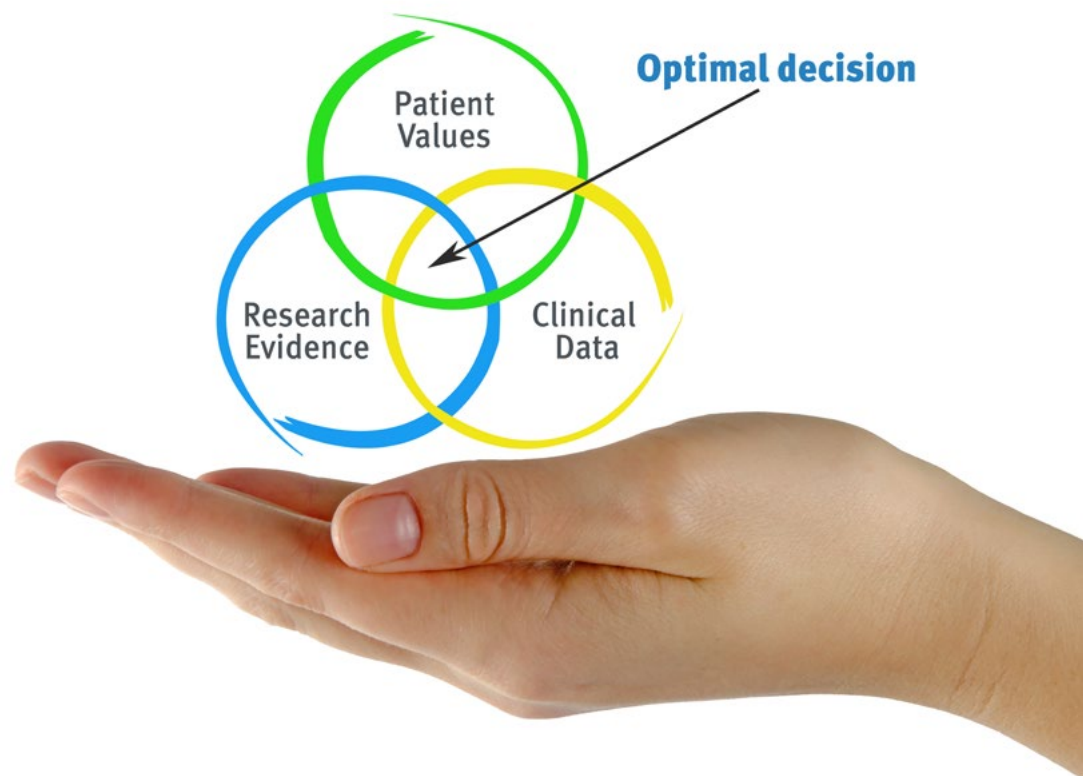 Optimal decision
Patient
Values
Research
Evidence
Clinical
Data